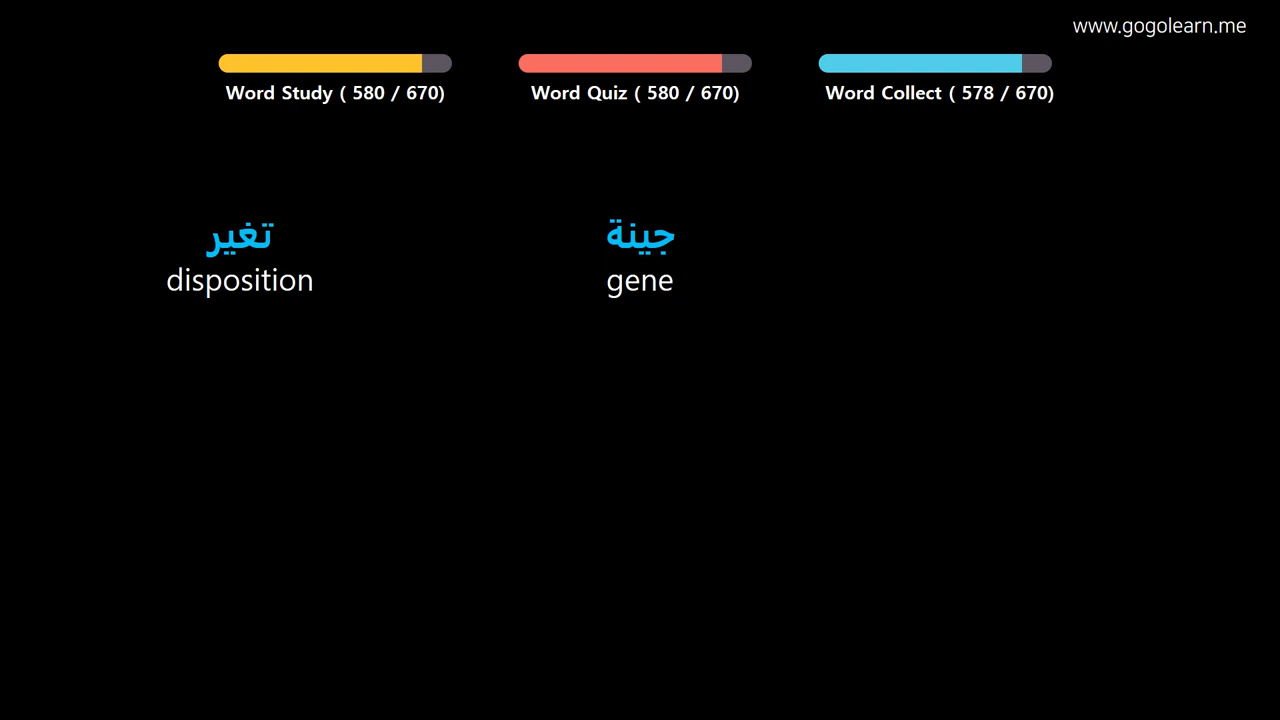 www.gogolearn.me
Word Study ( 580 / 670)
Word Quiz ( 580 / 670)
Word Collect ( 578 / 670)
تغير
disposition
جينة
gene